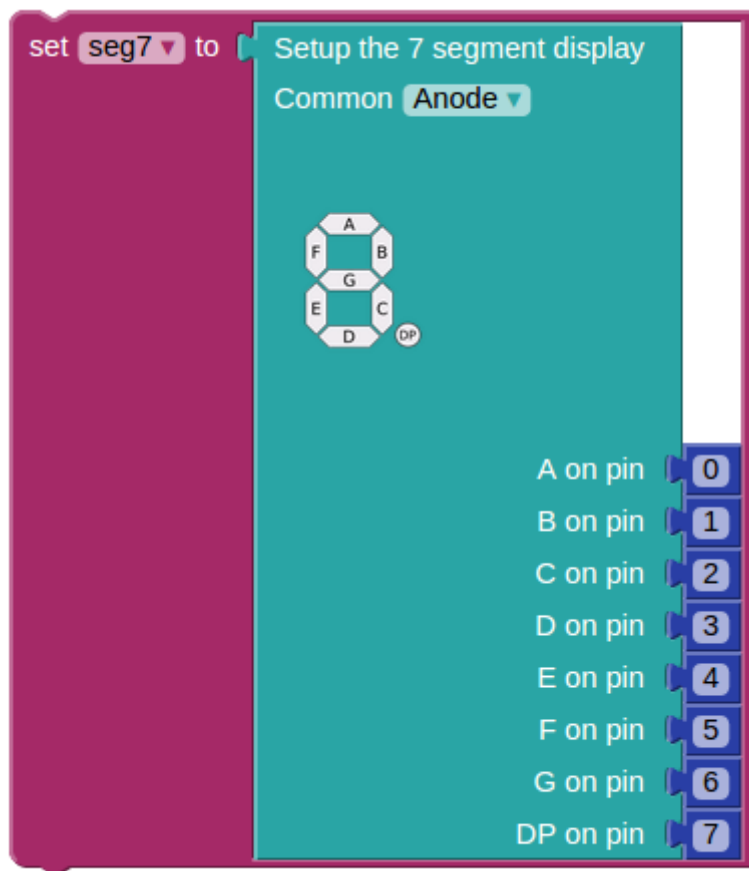 set seg7 ▾ to Setup the 7 segment display
Common Anode ▾
A
F B
G
E C
D DP
A on pin 0
B on pin 1
C on pin 2
D on pin 3
E on pin 4
F on pin 5
G on pin 6
DP on pin 7